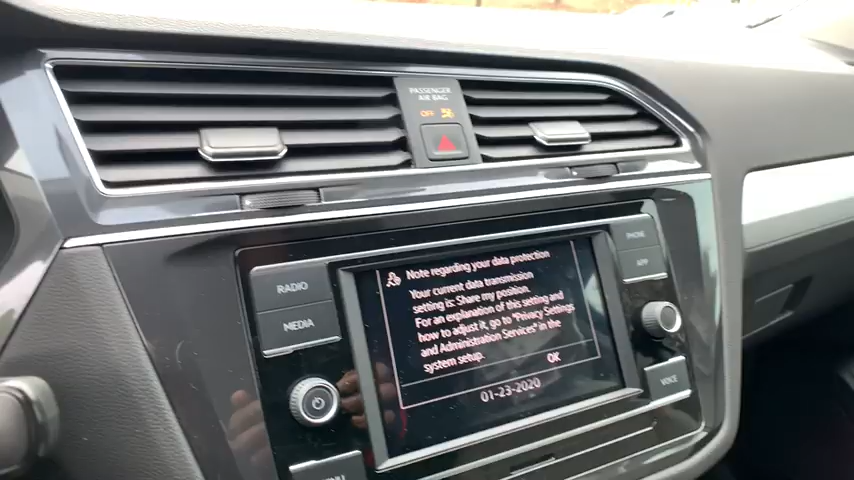 PASSENGER
AIR BAG
OFF
RADIO
MEDIA
MENU
PHONE
APP
VOICE
Note regarding your data protection
Your current data transmission
setting is: Share my position.
For an explanation of this setting and
how to adjust it, go to "Privacy Settings
and Administration Services" in the
system setup.
OK
01-23-2020